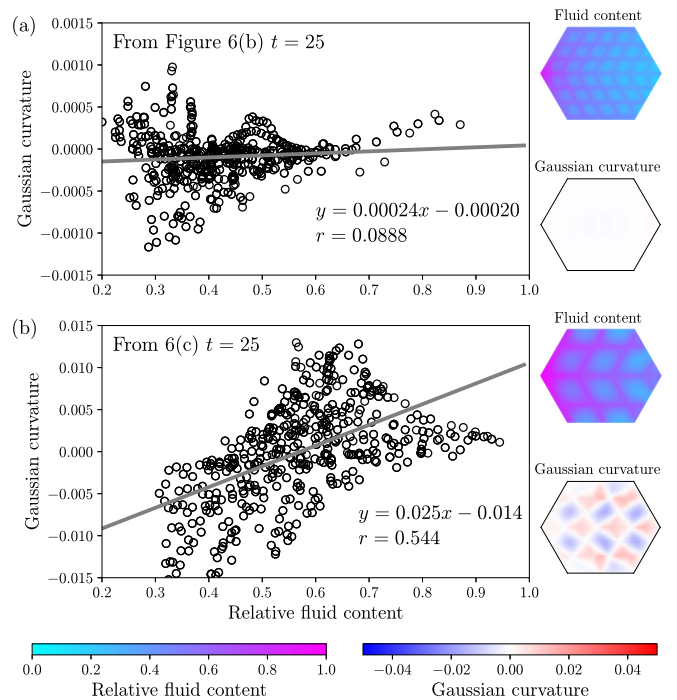 (a)
From Figure 6(b) t = 25
Gaussian curvature
0.0015
0.0010
0.0005
0.0000
−0.0005
−0.0010
−0.0015
y = 0.00024x − 0.00020
r = 0.0888
0.2 0.3 0.4 0.5 0.6 0.7 0.8 0.9 1.0
Fluid content
Gaussian curvature
(b)
From 6(c) t = 25
Gaussian curvature
0.015
0.010
0.005
0.000
−0.005
−0.010
−0.015
y = 0.025x − 0.014
r = 0.544
0.2 0.3 0.4 0.5 0.6 0.7 0.8 0.9 1.0
Relative fluid content
Fluid content
Gaussian curvature
0.0 0.2 0.4 0.6 0.8 1.0
Relative fluid content
−0.04 −0.02 0.00 0.02 0.04
Gaussian curvature